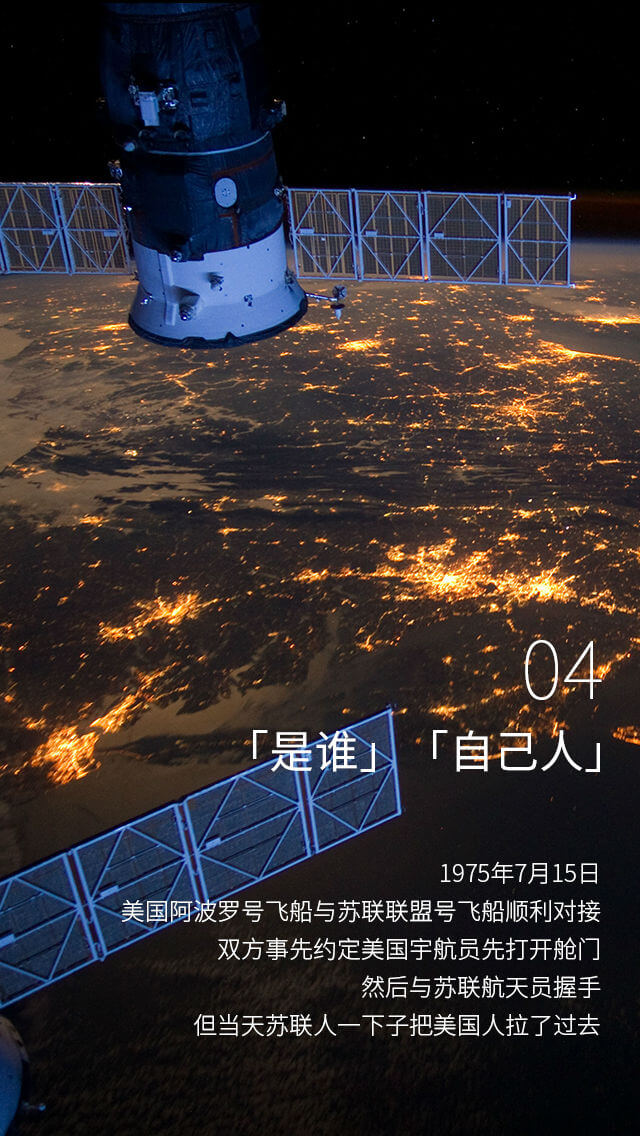 04
「是谁」「自己人」
1975年7月15日
美国阿波罗号飞船与苏联联盟号飞船顺利对接
双方事先约定美国宇航员先打开舱门
然后与苏联航天员握手
但当天苏联人一下子把美国人拉了过去